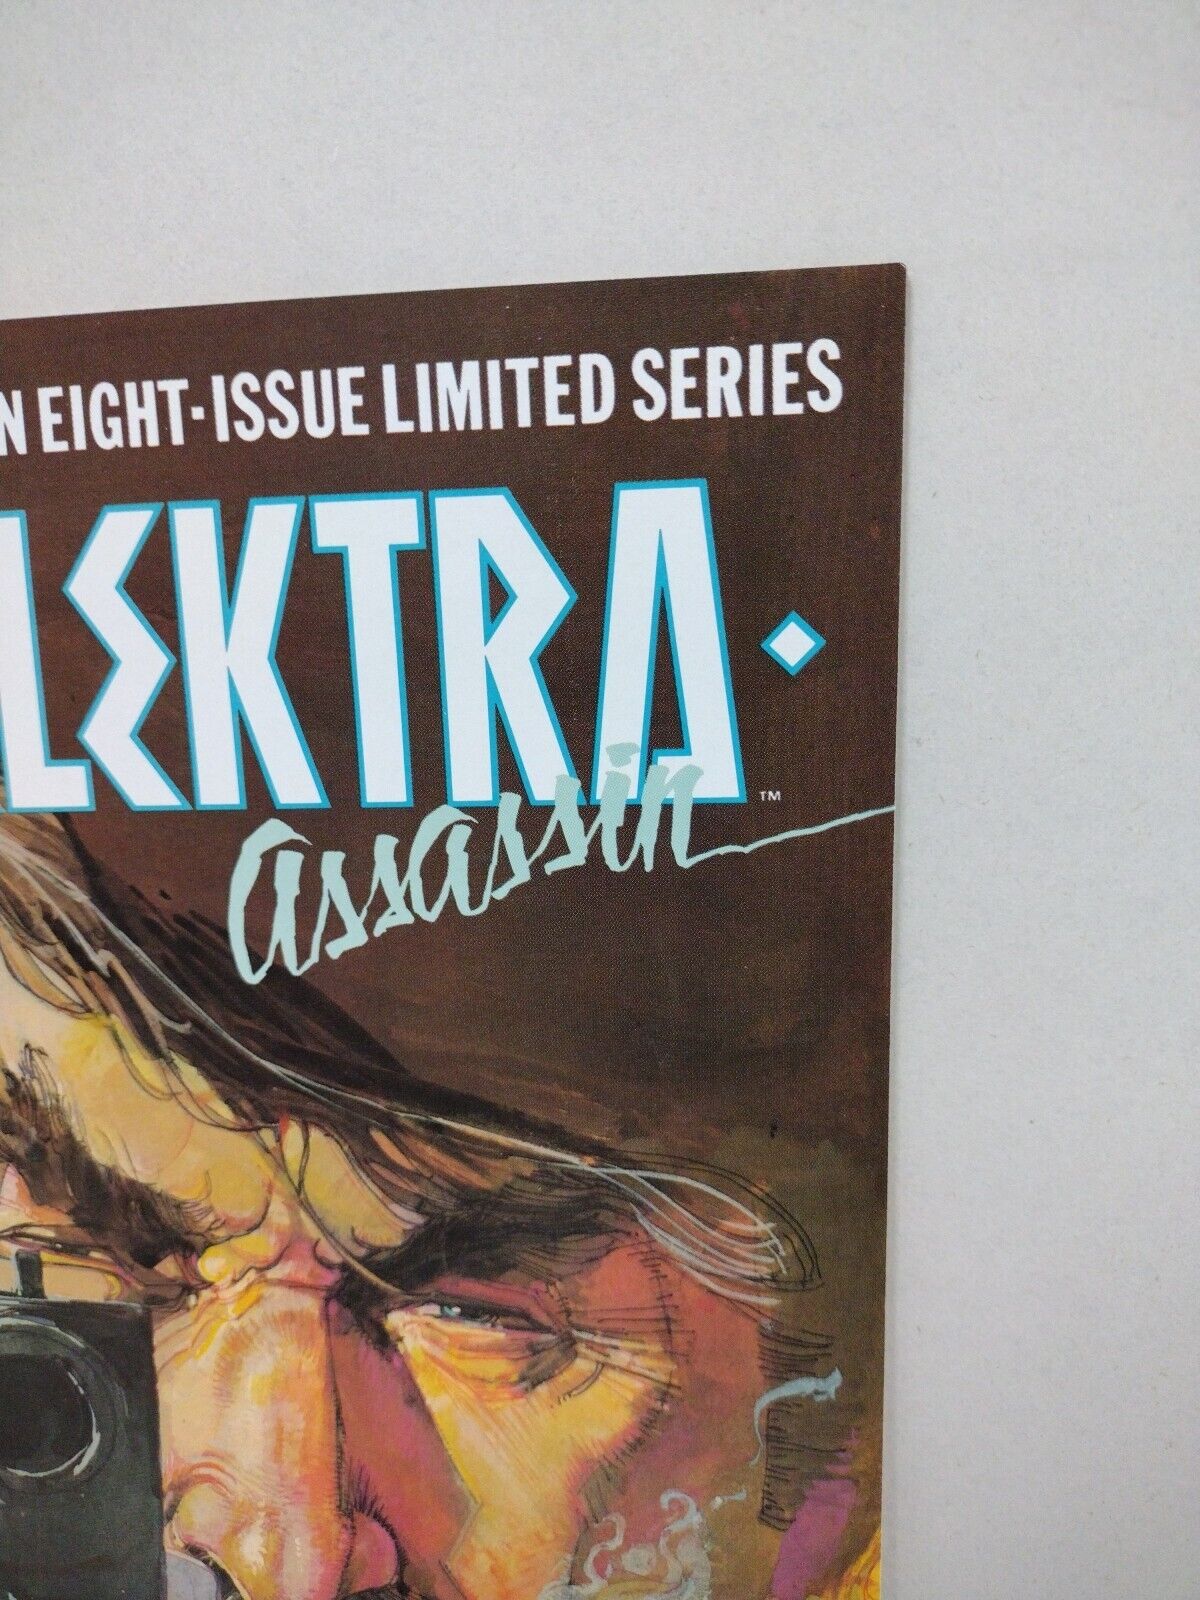 N EIGHT-ISSUE LIMITED SERIES
LEKTRA
TM
assassin